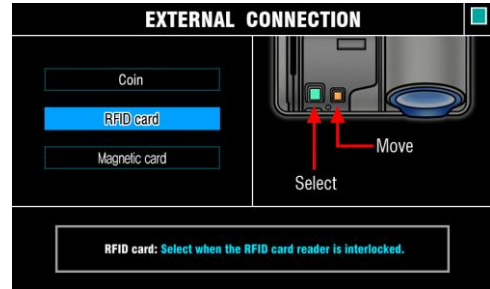 EXTERNAL CONNECTION
Coin
RFID card
Magnetic card
Move
Select
RFID card: Select when the RFID card reader is interlocked.